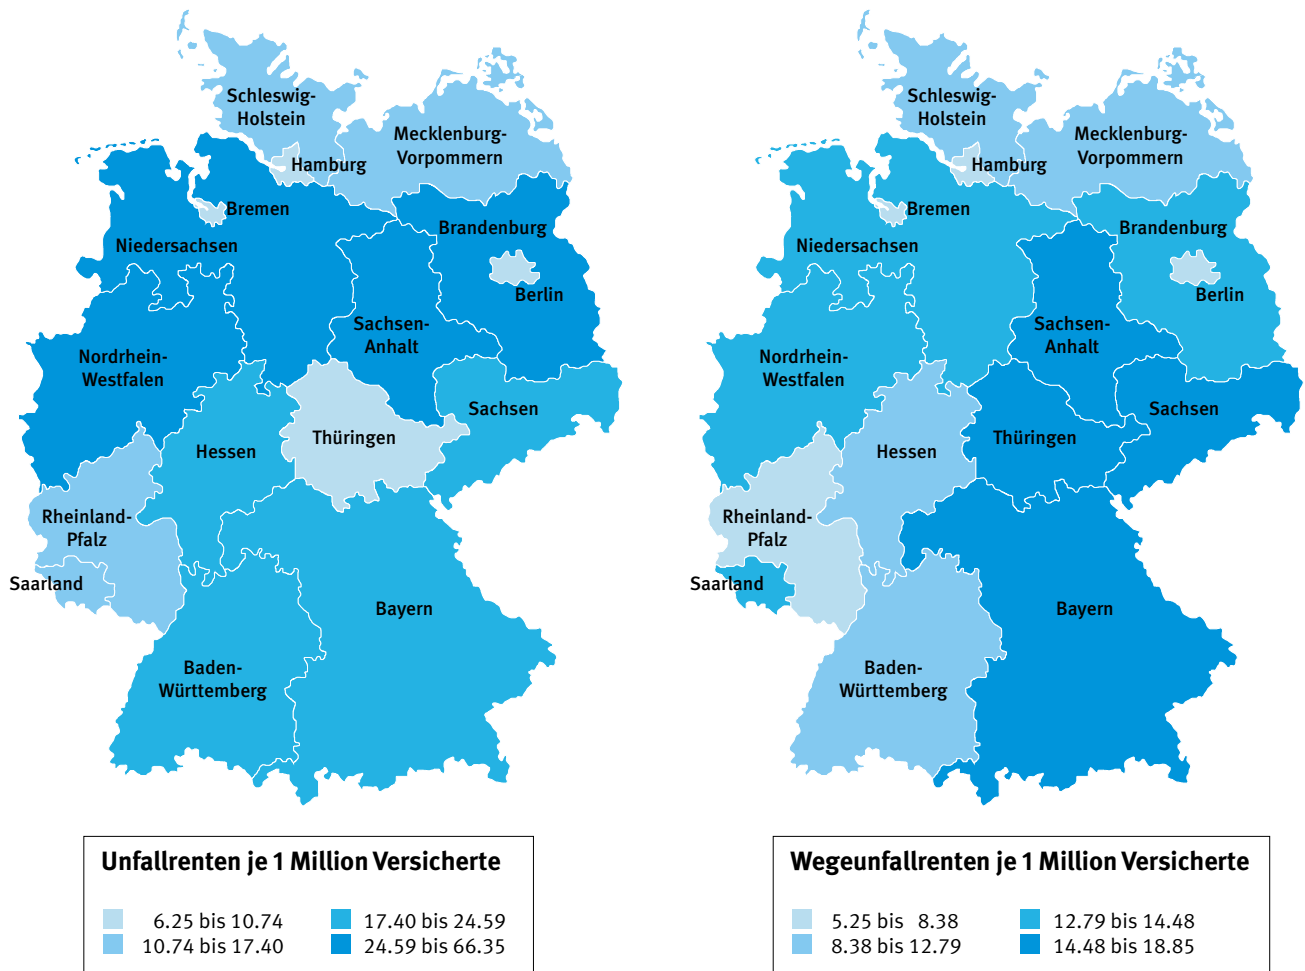 Schleswig-
Holstein
Mecklenburg-
Vorpommern
Hamburg
Bremen
Brandenburg
Niedersachsen
Berlin
Sachsen-
Anhalt
Nordrhein-
Westfalen
Sachsen
Thüringen
Hessen
Rheinland-
Pfalz
Saarland
Bayern
Baden-
Württemberg
Unfallrenten je 1 Million Versicherte
6.25 bis 10.74
17.40 bis 24.59
10.74 bis 17.40
24.59 bis 66.35
Schleswig-
Holstein
Mecklenburg-
Vorpommern
Hamburg
Bremen
Brandenburg
Niedersachsen
Berlin
Sachsen-
Anhalt
Nordrhein-
Westfalen
Sachsen
Thüringen
Hessen
Rheinland-
Pfalz
Saarland
Bayern
Baden-
Württemberg
Wegeunfallrenten je 1 Million Versicherte
5.25 bis 8.38
12.79 bis 14.48
8.38 bis 12.79
14.48 bis 18.85